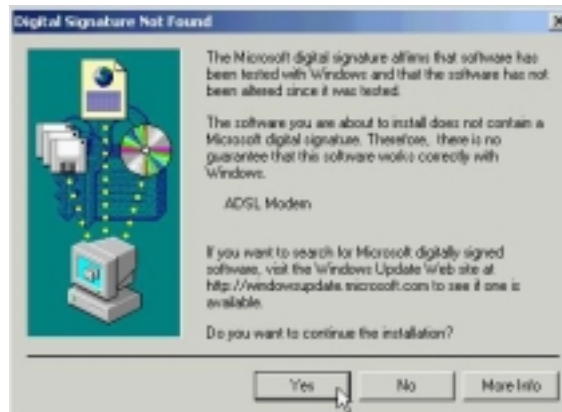 Digital Signature Not Found
The Microsoft digital signature affirms that software has
been tested with Windows and that the software has not
been altered since it was tested.
The software you are about to install does not contain a
Microsoft digital signature. Therefore, there is no
guarantee that this software works correctly with
Windows.
ADSL Modem
If you want to search for Microsoft digitally signed
software, visit the Windows Update Web site at
http://windowsupdate.microsoft.com to see if one is
available.
Do you want to continue the installation?
Yes No More Info